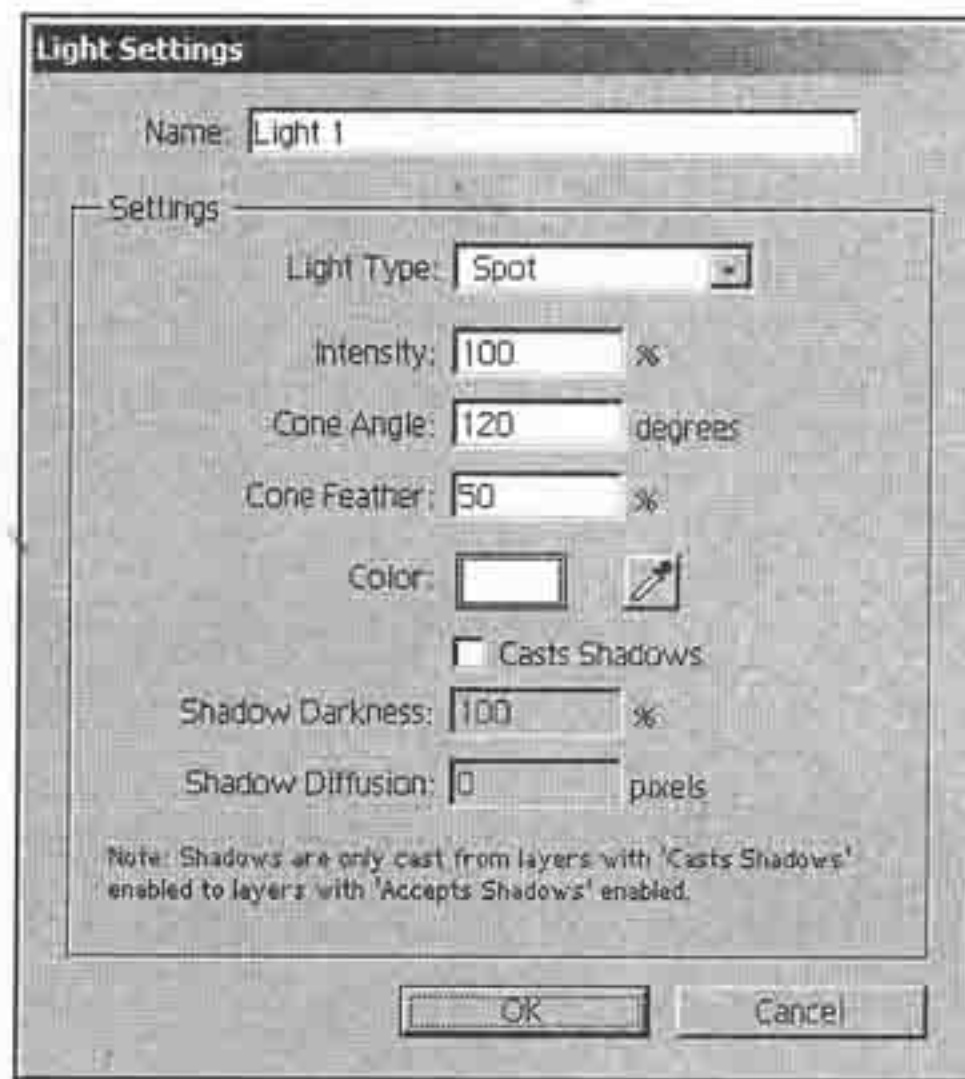 Light Settings
Name: Light 1
Settings
Light Type: Spot
Intensity: 100 %
Cone Angle: 120 degrees
Cone Feather: 50 %
Color:
Casts Shadows
Shadow Darkness: 100 %
Shadow Diffusion: 0 pixels
Note: Shadows are only cast from layers with 'Casts Shadows'
enabled to layers with 'Accepts Shadows' enabled.
OK Cancel